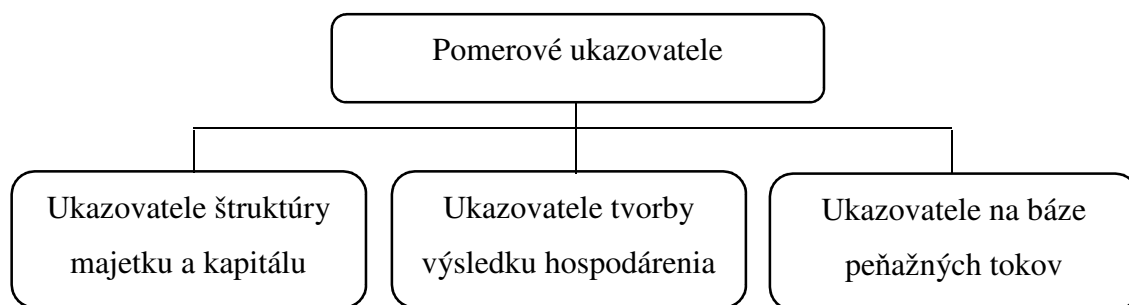 Pomerové ukazovatele
Ukazovatele štruktúry
majetku a kapitálu
Ukazovatele tvorby
výsledku hospodárenia
Ukazovatele na báze
peňažných tokov